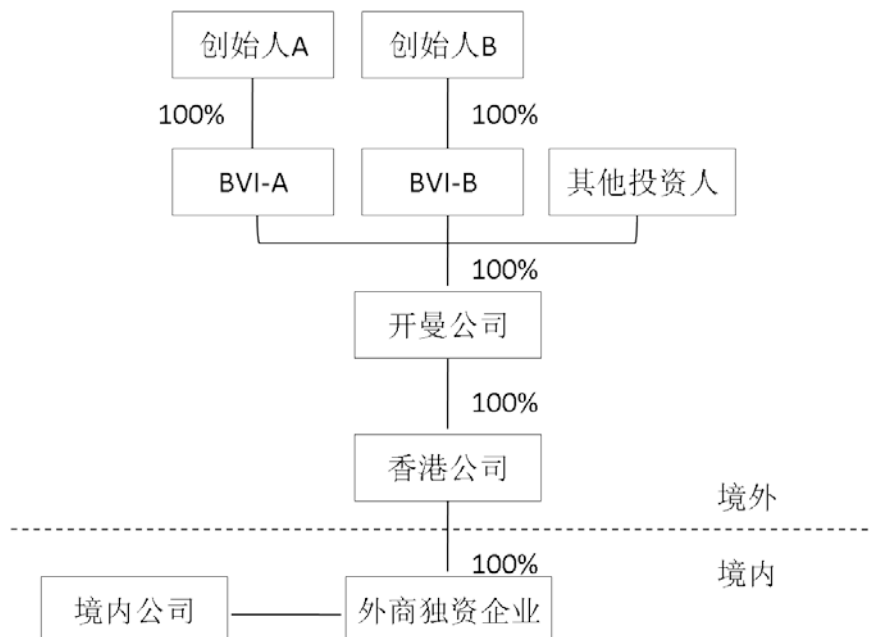 创始人A
创始人B
100%
100%
BVI-A
BVI-B
其他投资人
100%
开曼公司
100%
香港公司
境外
100%
境内
境内公司
外商独资企业